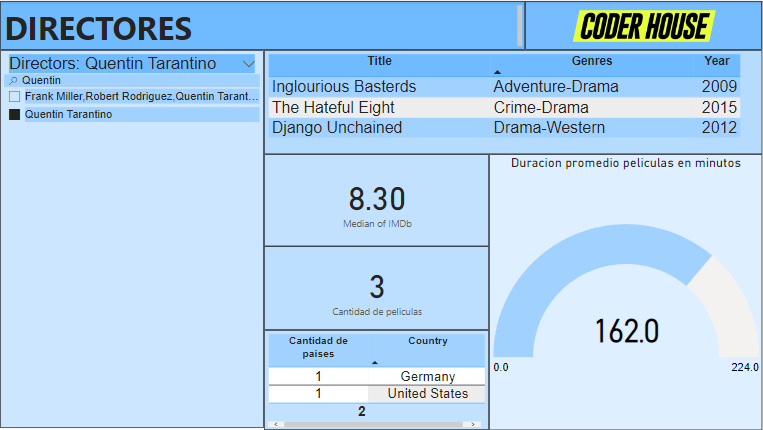 DIRECTORES
CODER HOUSE
Directors: Quentin Tarantino
Quentin
Frank Miller,Robert Rodriguez,Quentin Tarant...
Quentin Tarantino
Title Genres Year
Inglourious Basterds Adventure-Drama 2009
The Hateful Eight Crime-Drama 2015
Django Unchained Drama-Western 2012
8.30
Median of IMDb
3
Cantidad de peliculas
Cantidad de paises Country
1 Germany
1 United States
2
Duracion promedio peliculas en minutos
162.0
0.0 224.0